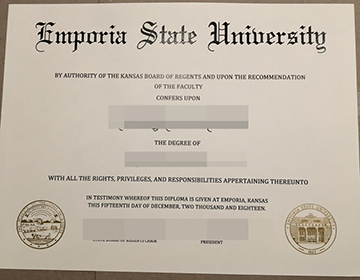 Emporia State University
BY AUTHORITY OF THE KANSAS BOARD OF REGENTS AND UPON THE RECOMMENDATION
OF THE FACULTY
CONFERS UPON
THE DEGREE OF
WITH ALL THE RIGHTS, PRIVILEGES, AND RESPONSIBILITIES APPERTAINING THEREUNTO
IN TESTIMONY WHEREOF THIS DIPLOMA IS GIVEN AT EMPORIA, KANSAS
THIS FIFTEENTH DAY OF DECEMBER, TWO THOUSAND AND EIGHTEEN.
PRESIDENT